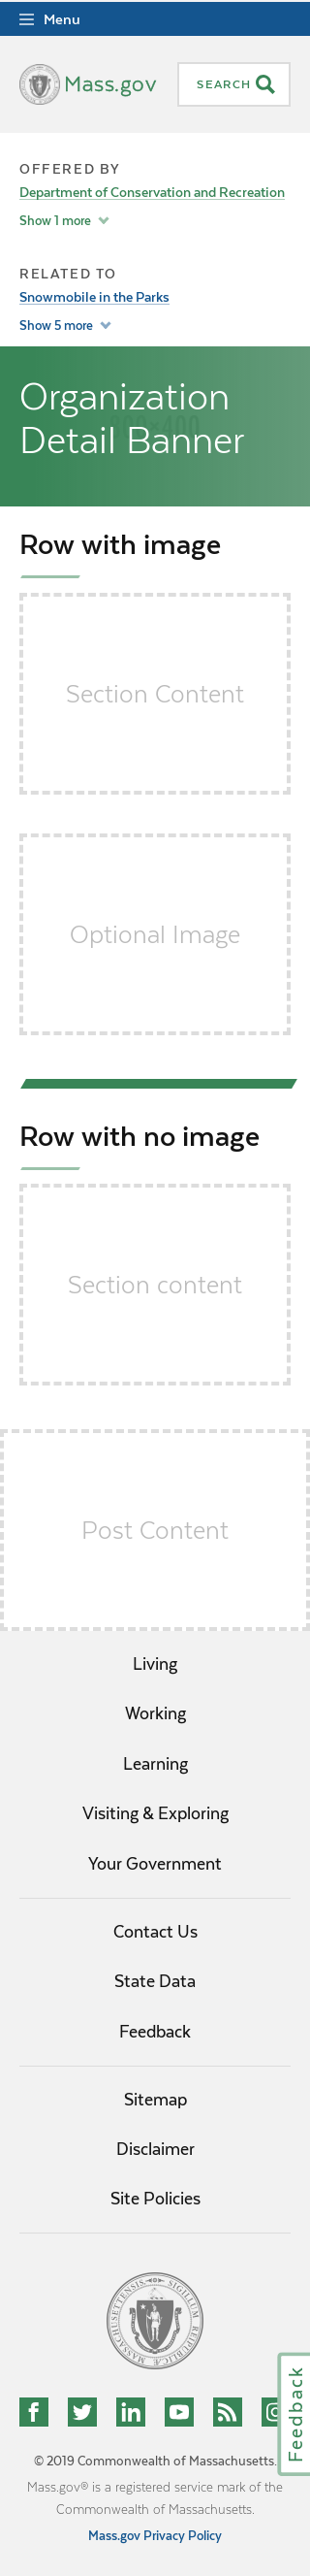 Menu
Mass.gov
SEARCH
OFFERED BY
Department of Conservation and Recreation
Show 1 more
RELATED TO
Snowmobile in the Parks
Show 5 more
Organization
Detail Banner
Row with image
Section Content
Optional Image
Row with no image
Section content
Post Content
Living
Working
Learning
Visiting & Exploring
Your Government
Contact Us
State Data
Feedback
Sitemap
Disclaimer
Site Policies
Feedback
© 2019 Commonwealth of Massachusetts.
Mass.gov® is a registered service mark of the
Commonwealth of Massachusetts.
Mass.gov Privacy Policy